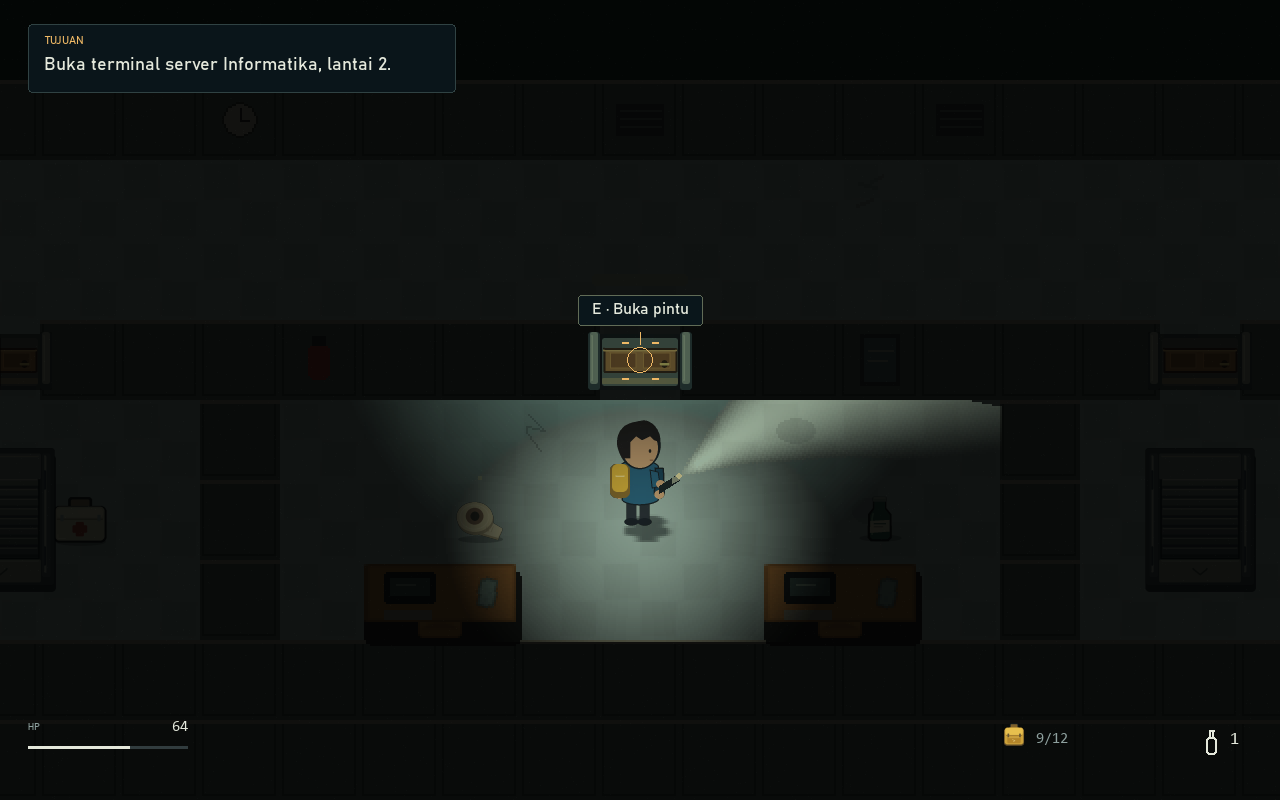 TUJUAN
Buka terminal server Informatika, lantai 2.
E · Buka pintu
HP
64
9/12
1